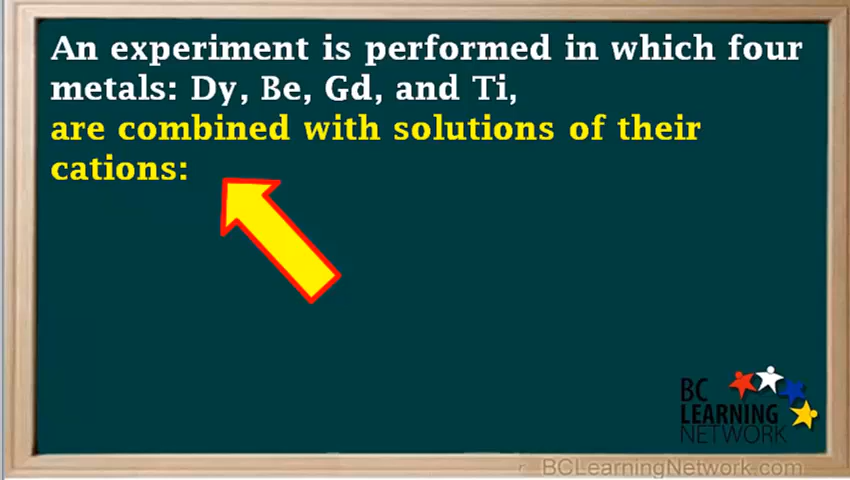 An experiment is performed in which four
metals: Dy, Be, Gd, and Ti,
are combined with solutions of their
cations:
BC
LEARNING
NETWORK
BCLearningNetwork.com